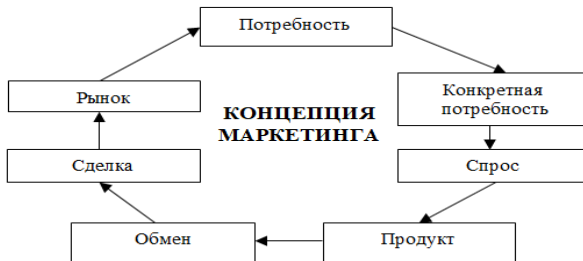 Потребность
Конкретная
потребность
Рынок
КОНЦЕПЦИЯ
МАРКЕТИНГА
Сделка
Спрос
Обмен
Продукт